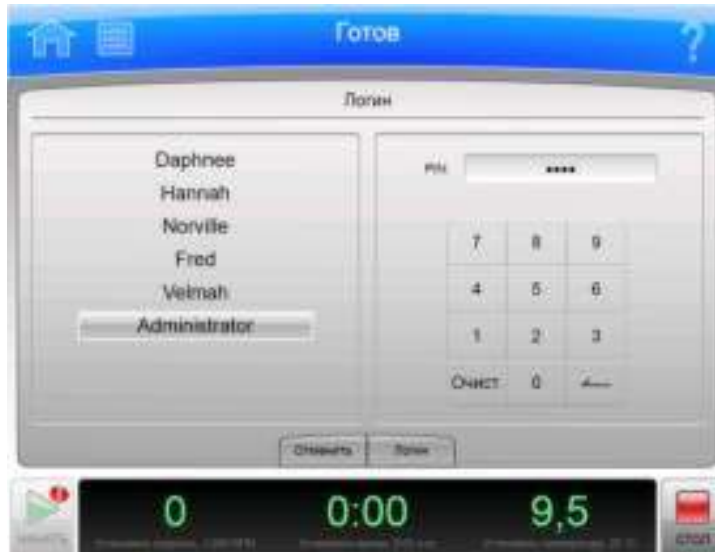 Готов
?
Логин
Daphnee
Hannah
Norville
Fred
Velmah
Administrator
PIN
••••
7 8 9
4 5 6
1 2 3
Очист 0
Отменить Логин
0 0:00 9,5
СТОП